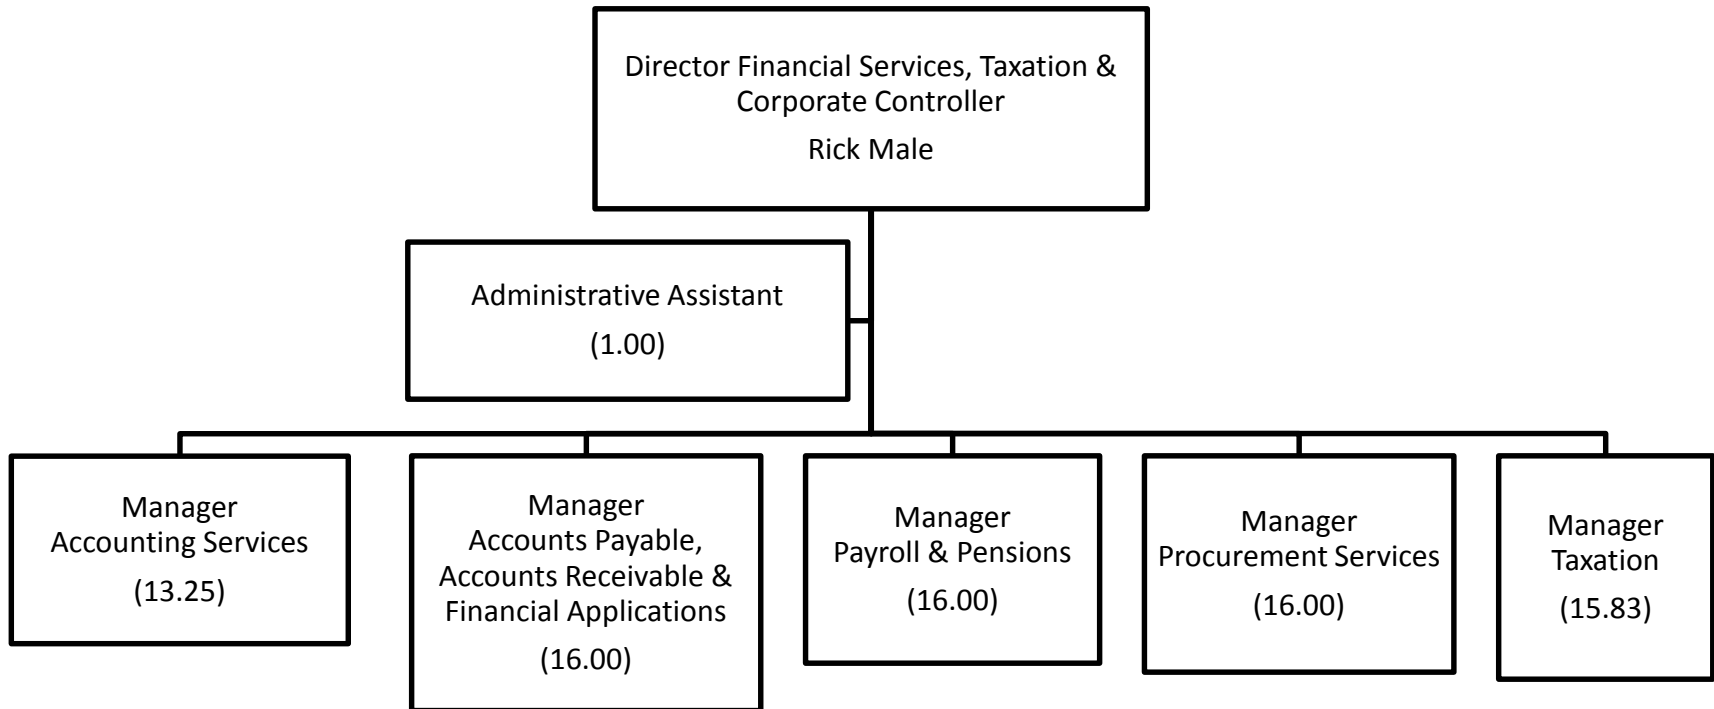 Director Financial Services, Taxation &
Corporate Controller
Rick Male
Administrative Assistant
(1.00)
Manager
Accounting Services
(13.25)
Manager
Accounts Payable,
Accounts Receivable &
Financial Applications
(16.00)
Manager
Payroll & Pensions
(16.00)
Manager
Procurement Services
(16.00)
Manager
Taxation
(15.83)